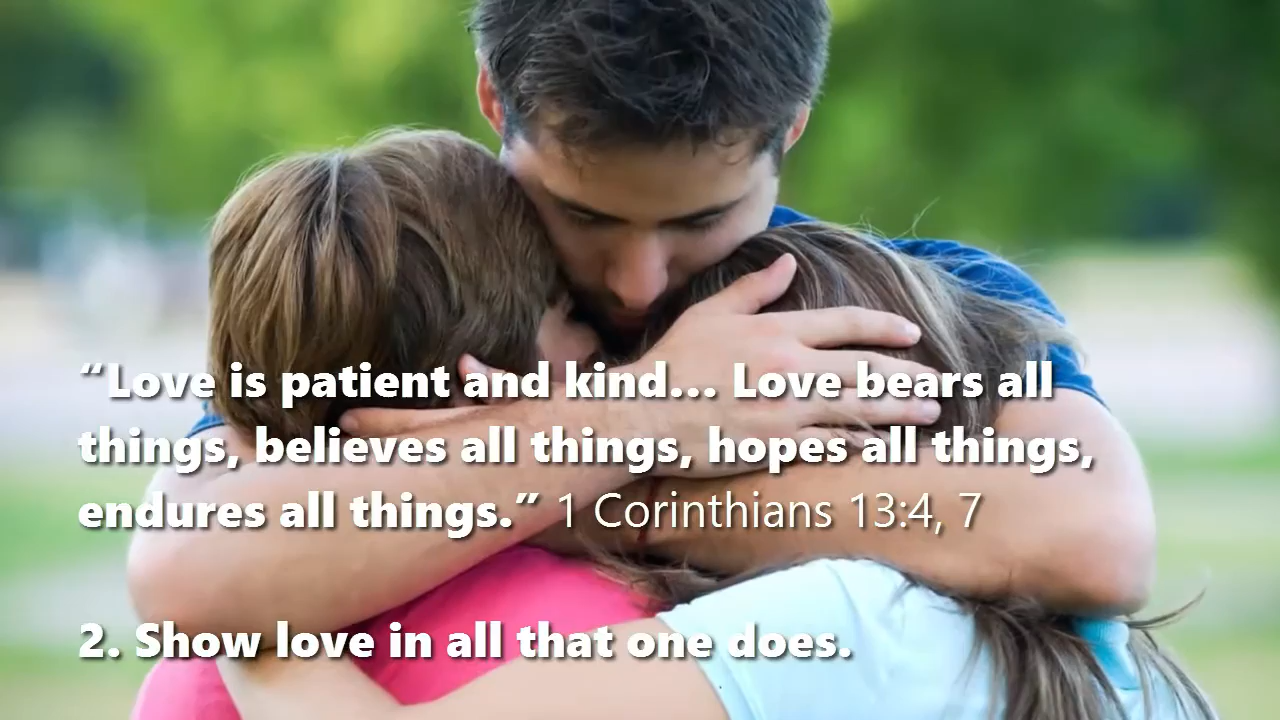 “Love is patient and kind... Love bears all
things, believes all things, hopes all things,
endures all things.” 1 Corinthians 13:4, 7
2. Show love in all that one does.